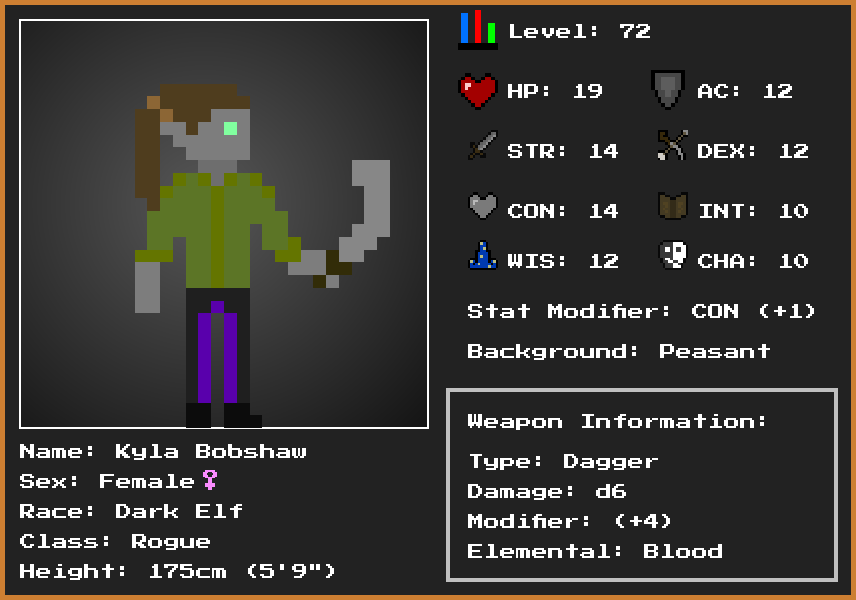 Level: 72
HP: 19 AC: 12
STR: 14 DEX: 12
CON: 14 INT: 10
WIS: 12 CHA: 10
Stat Modifier: CON (+1)
Background: Peasant
Weapon Information:
Type: Dagger
Damage: d6
Modifier: (+4)
Elemental: Blood
Name: Kyla Bobshaw
Sex: Female♀
Race: Dark Elf
Class: Rogue
Height: 175cm (5'9")